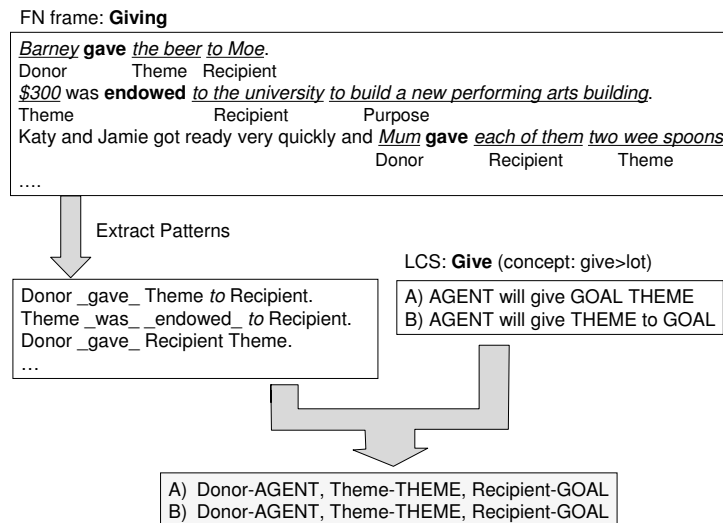 FN frame: Giving
Barney gave the beer to Moe.
Donor Theme Recipient
$300 was endowed to the university to build a new performing arts building.
Theme Recipient Purpose
Katy and Jamie got ready very quickly and Mum gave each of them two wee spoons
Donor Recipient Theme
....
Extract Patterns
LCS: Give (concept: give>lot)
Donor _gave_ Theme to Recipient.
Theme _was_ _endowed_ to Recipient.
Donor _gave_ Recipient Theme.
...
A) AGENT will give GOAL THEME
B) AGENT will give THEME to GOAL
A) Donor-AGENT, Theme-THEME, Recipient-GOAL
B) Donor-AGENT, Theme-THEME, Recipient-GOAL